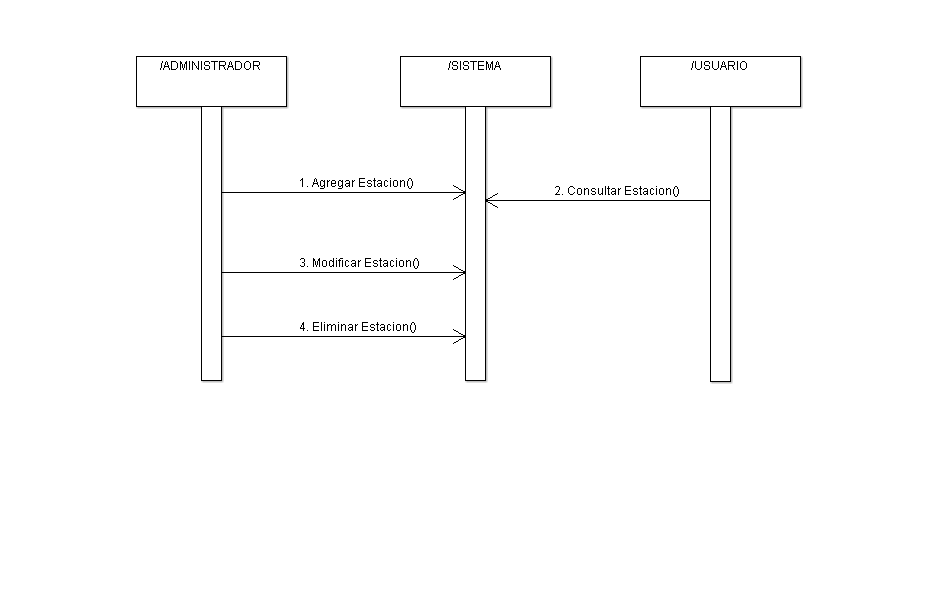 /ADMINISTRADOR
/SISTEMA
/USUARIO
1. Agregar Estacion()
2. Consultar Estacion()
3. Modificar Estacion()
4. Eliminar Estacion()